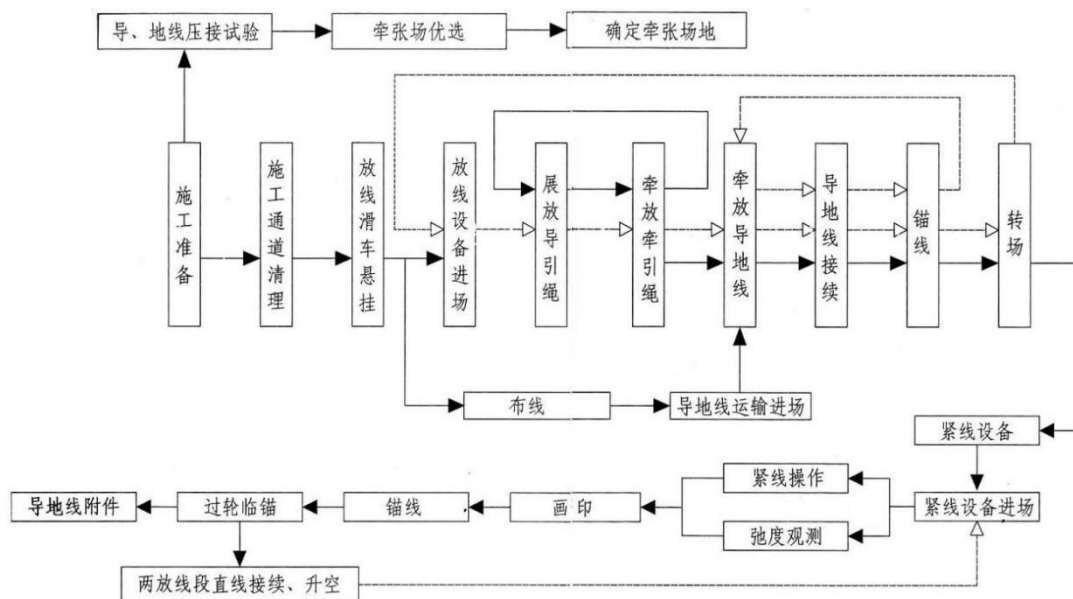 导、地线压接试验
牵张场优选
确定牵张场地
施工准备
施工通道清理
放线滑车悬挂
放线设备进场
展放导引绳
牵放牵引绳
牵放导地线
导地线接续
锚线
转场
布线
导地线运输进场
紧线设备
紧线操作
导地线附件
过轮临锚
锚线
画印
紧线设备进场
弛度观测
两放线段直线接续、升空